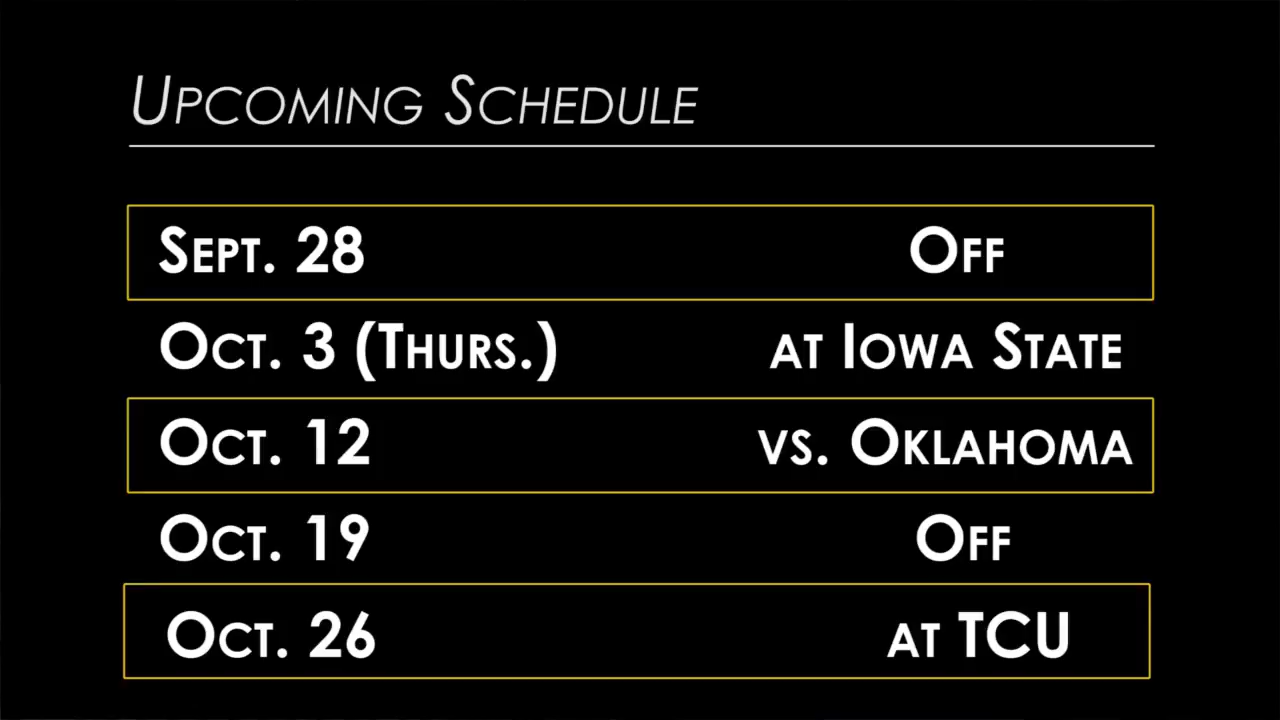 Upcoming Schedule
Sept. 28 Off
Oct. 3 (Thurs.) at Iowa State
Oct. 12 vs. Oklahoma
Oct. 19 Off
Oct. 26 at TCU